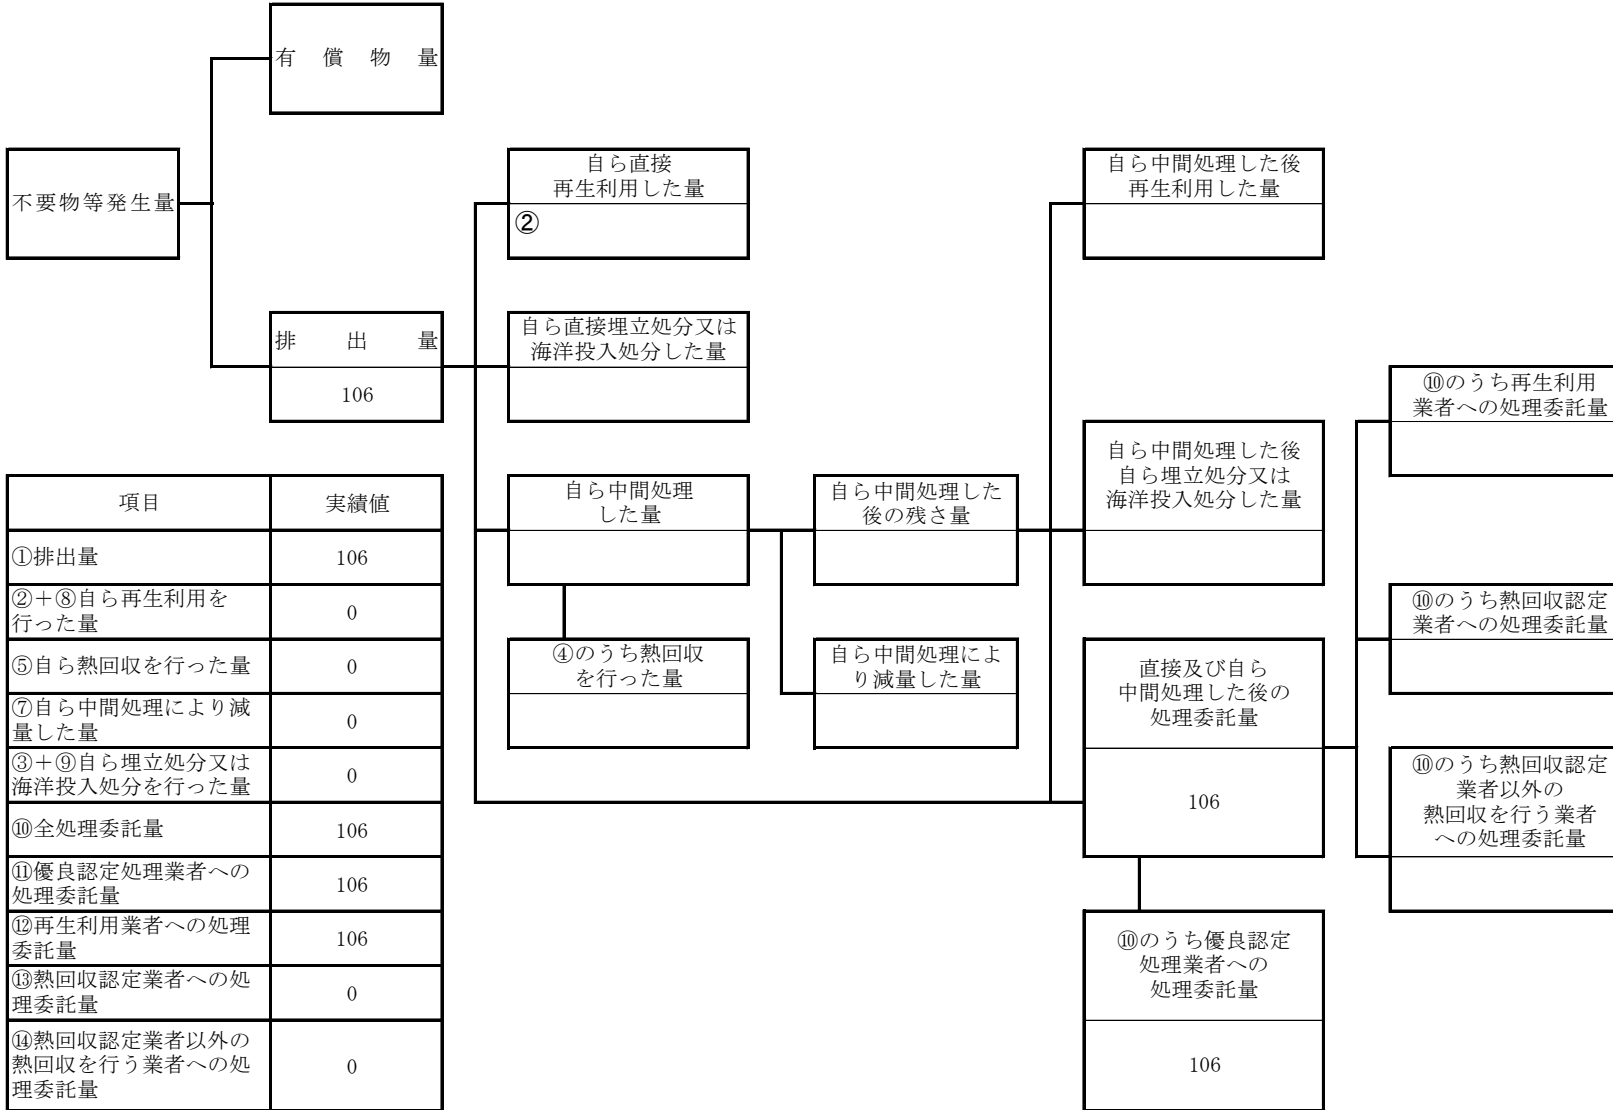 有償物量
不要物等発生量
自ら直接
再生利用した量
②
自ら中間処理した後
再生利用した量
排出量
106
自ら直接埋立処分又は
海洋投入処分した量
⑩のうち再生利用
業者への処理委託量
自ら中間処理した後
自ら埋立処分又は
海洋投入処分した量
自ら中間処理
した量
自ら中間処理した
後の残さ量
⑩のうち熱回収認定
業者への処理委託量
④のうち熱回収
を行った量
自ら中間処理によ
り減量した量
直接及び自ら
中間処理した後の
処理委託量
106
⑩のうち熱回収認定
業者以外の
熱回収を行う業者
への処理委託量
⑩のうち優良認定
処理業者への
処理委託量
106
項目 実績値
①排出量 106
②+⑧自ら再生利用を
行った量 0
⑤自ら熱回収を行った量 0
⑦自ら中間処理により減
量した量 0
③+⑨自ら埋立処分又は
海洋投入処分を行った量 0
⑩全処理委託量 106
⑪優良認定処理業者への
処理委託量 106
⑫再生利用業者への処理
委託量 106
⑬熱回収認定業者への処
理委託量 0
⑭熱回収認定業者以外の
熱回収を行う業者への処
理委託量 0